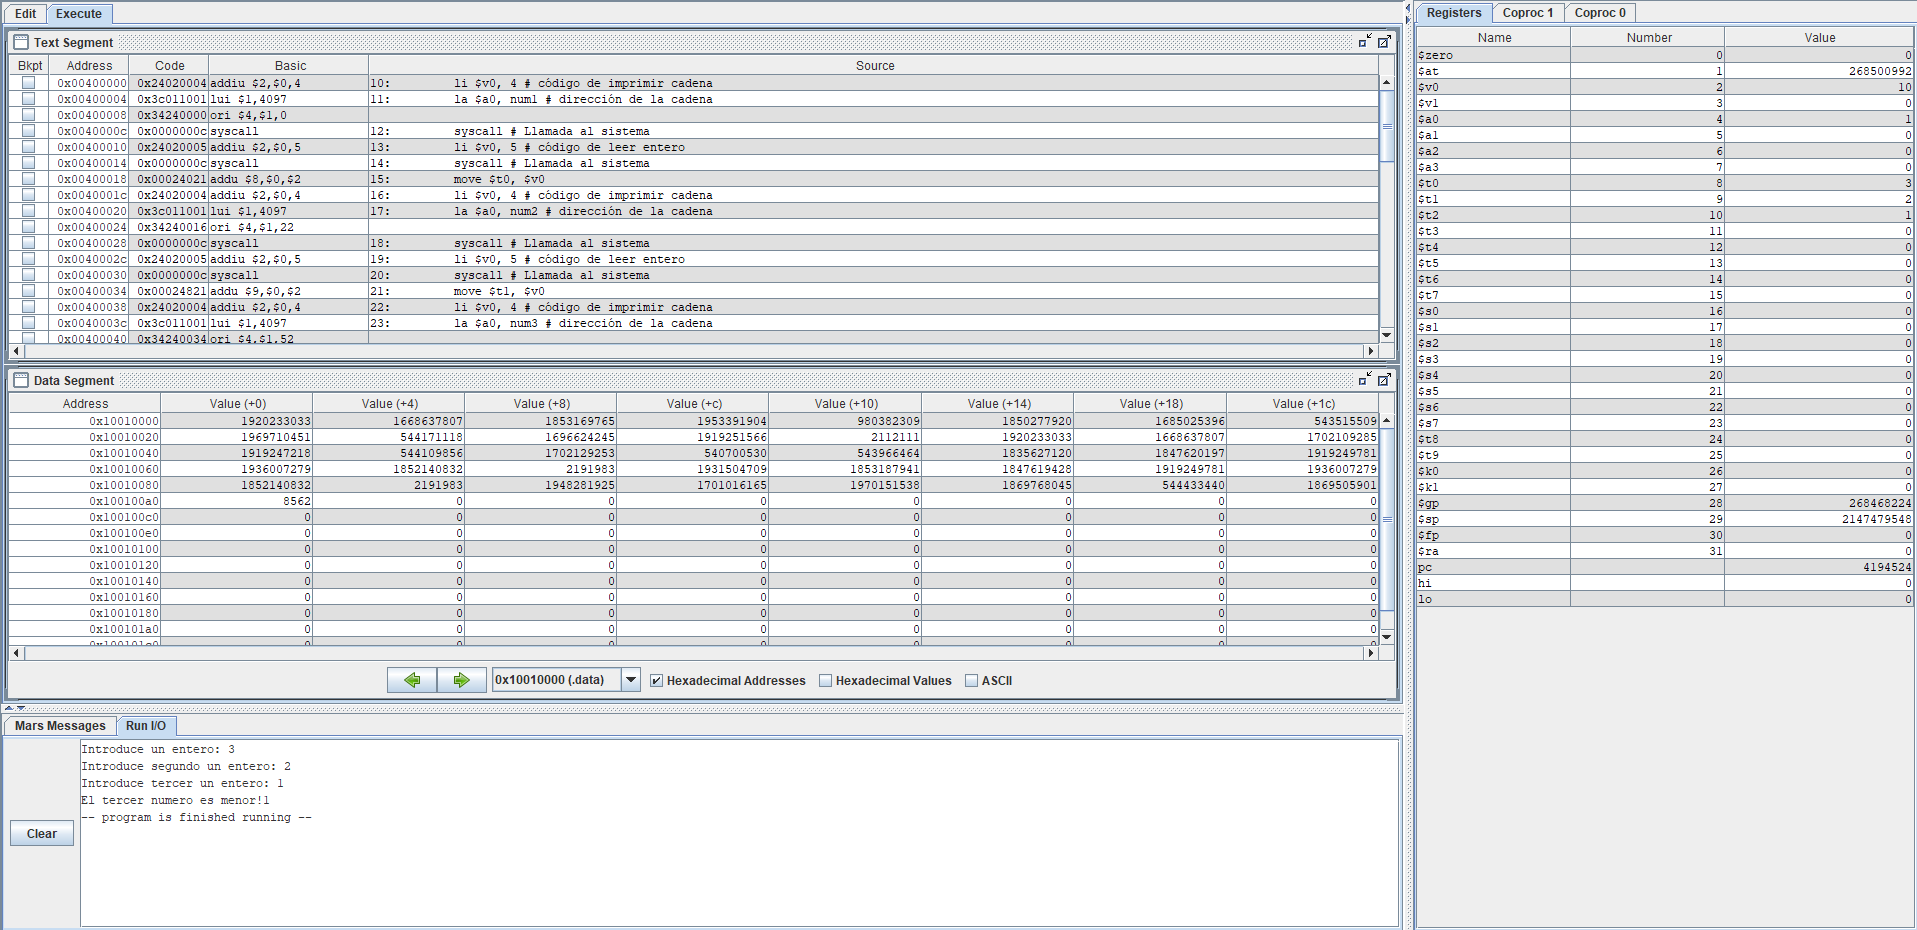 Edit Execute
Text Segment
Bkpt Address Code Basic Source
0x00400000 0x24020004 addiu $2,$0,4 10: li $v0, 4 # código de imprimir cadena
0x00400004 0x3c011001 lui $1,4097 11: la $a0, num1 # dirección de la cadena
0x00400008 0x34240000 ori $4,$1,0
0x0040000c 0x0000000c syscall 12: syscall # Llamada al sistema
0x00400010 0x24020005 addiu $2,$0,5 13: li $v0, 5 # código de leer entero
0x00400014 0x0000000c syscall 14: syscall # Llamada al sistema
0x00400018 0x00024021 addu $8,$0,$2 15: move $t0, $v0
0x0040001c 0x24020004 addiu $2,$0,4 16: li $v0, 4 # código de imprimir cadena
0x00400020 0x3c011001 lui $1,4097 17: la $a0, num2 # dirección de la cadena
0x00400024 0x34240016 ori $4,$1,22
0x00400028 0x0000000c syscall 18: syscall # Llamada al sistema
0x0040002c 0x24020005 addiu $2,$0,5 19: li $v0, 5 # código de leer entero
0x00400030 0x0000000c syscall 20: syscall # Llamada al sistema
0x00400034 0x00024821 addu $9,$0,$2 21: move $t1, $v0
0x00400038 0x24020004 addiu $2,$0,4 22: li $v0, 4 # código de imprimir cadena
0x0040003c 0x3c011001 lui $1,4097 23: la $a0, num3 # dirección de la cadena
0x00400040 0x34240034 ori $4,$1,52
Data Segment
Address Value (+0) Value (+4) Value (+8) Value (+c) Value (+10) Value (+14) Value (+18) Value (+1c)
0x10010000 1920233033 1668637807 1853169765 1953391904 980382309 1850277920 1685025396 543515509
0x10010020 1969710451 544171118 1696624245 1919251566 2112111 1920233033 1668637807 1702109285
0x10010040 1919247218 544109856 1702129253 540700530 543966464 1835627120 1847620197 1919249781
0x10010060 1936007279 1852140832 2191983 1931504709 1853187941 1847619428 1919249781 1936007279
0x10010080 1852140832 2191983 1948281925 1701016165 1970151538 1869768045 544433440 1869505901
0x100100a0 8562 0 0 0 0 0 0 0
0x100100c0 0 0 0 0 0 0 0 0
0x100100e0 0 0 0 0 0 0 0 0
0x10010100 0 0 0 0 0 0 0 0
0x10010120 0 0 0 0 0 0 0 0
0x10010140 0 0 0 0 0 0 0 0
0x10010160 0 0 0 0 0 0 0 0
0x10010180 0 0 0 0 0 0 0 0
0x100101a0 0 0 0 0 0 0 0 0
0x100101c0 0 0 0 0 0 0 0 0
0x10010000 (.data) Hexadecimal Addresses Hexadecimal Values ASCII
Mars Messages Run I/O
Clear
Introduce un entero: 3
Introduce segundo un entero: 2
Introduce tercer un entero: 1
El tercer numero es menor!1
-- program is finished running --
Registers Coproc 1 Coproc 0
Name Number Value
$zero 0 0
$at 1 268500992
$v0 2 10
$v1 3 0
$a0 4 1
$a1 5 0
$a2 6 0
$a3 7 0
$t0 8 3
$t1 9 2
$t2 10 1
$t3 11 0
$t4 12 0
$t5 13 0
$t6 14 0
$t7 15 0
$s0 16 0
$s1 17 0
$s2 18 0
$s3 19 0
$s4 20 0
$s5 21 0
$s6 22 0
$s7 23 0
$t8 24 0
$t9 25 0
$k0 26 0
$k1 27 0
$gp 28 268468224
$sp 29 2147479548
$fp 30 0
$ra 31 0
pc 4194524
hi 0
lo 0